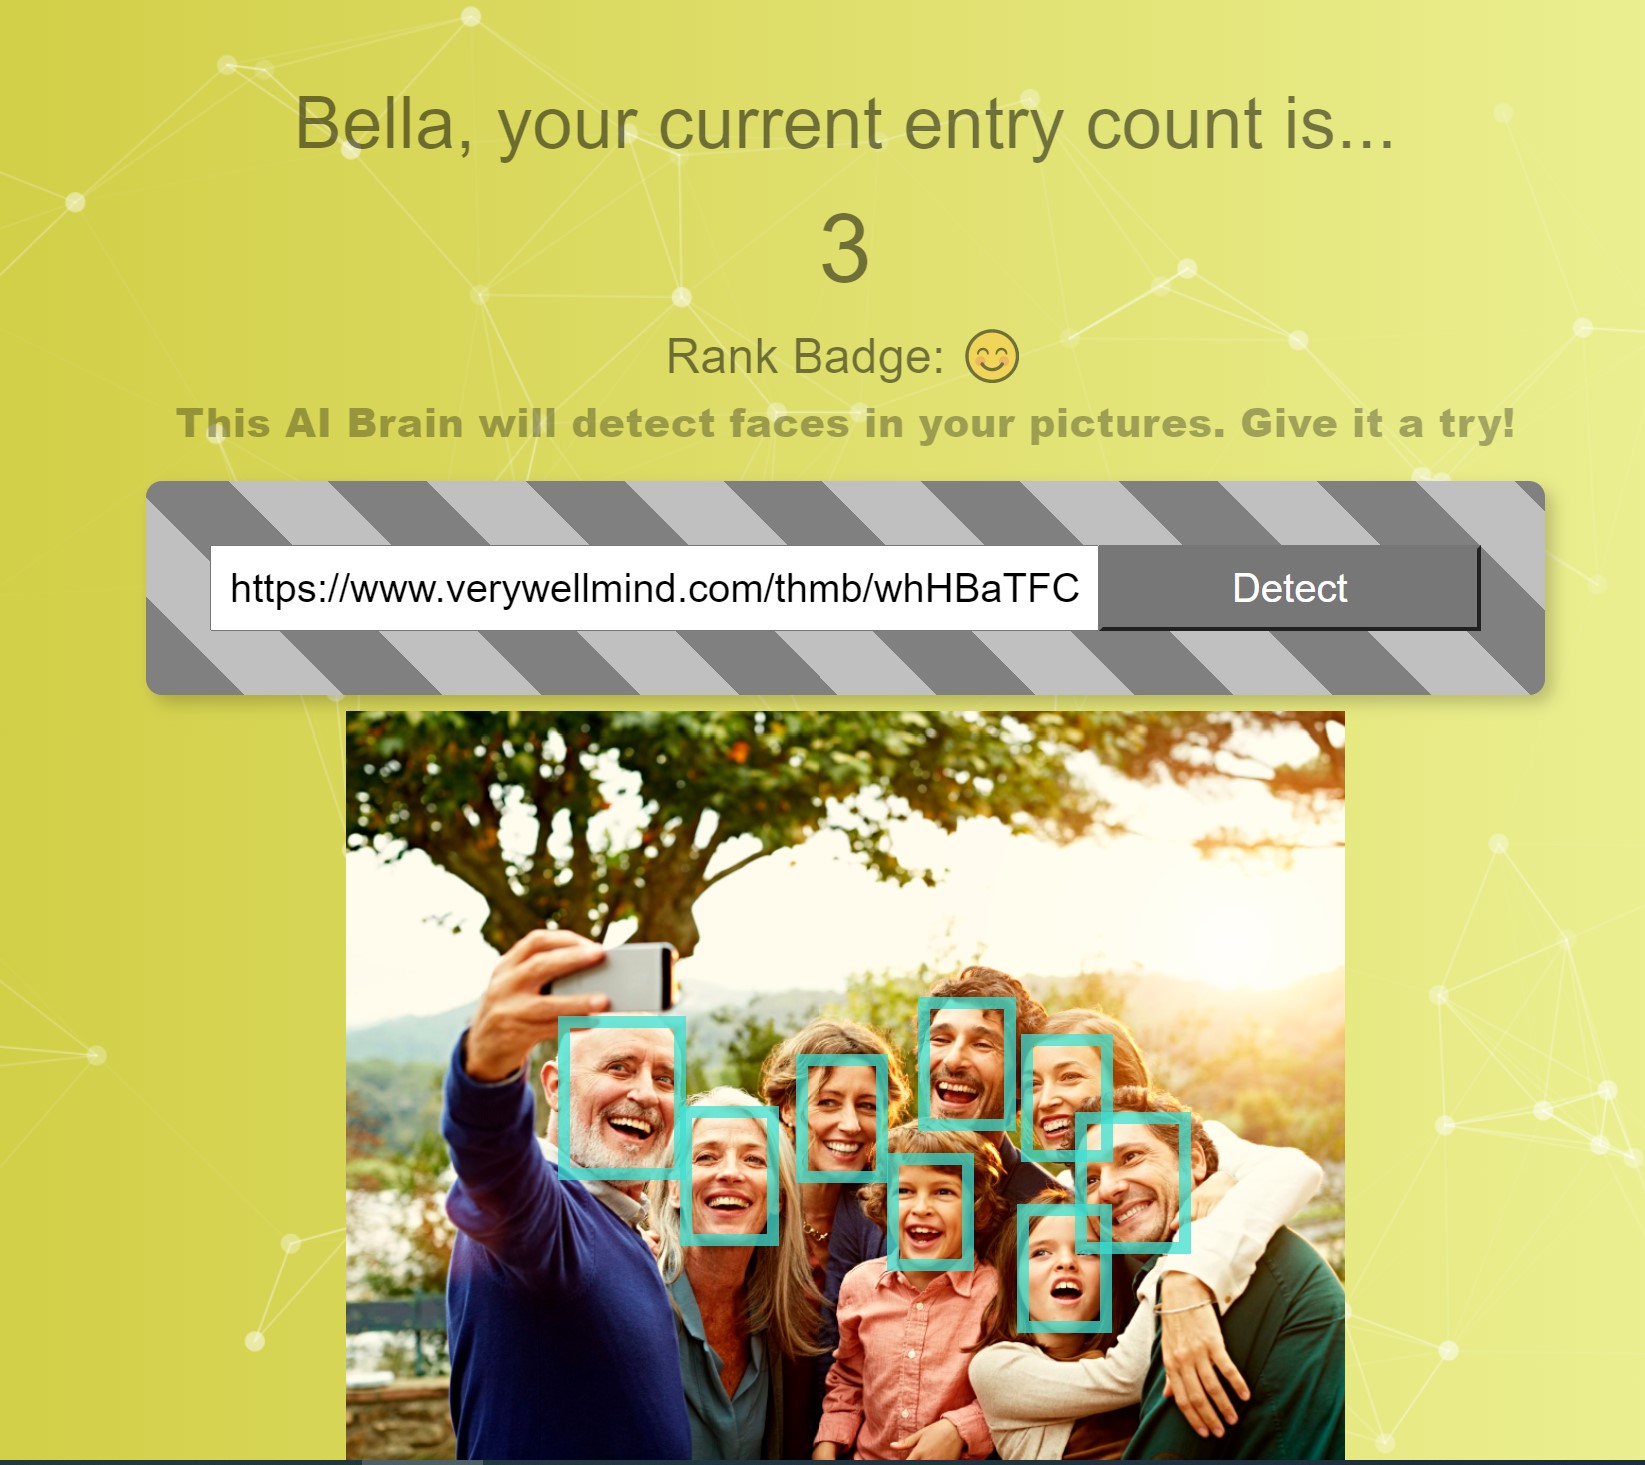 Bella, your current entry count is...
3
Rank Badge: 😊
This AI Brain will detect faces in your pictures. Give it a try!
https://www.verywellmind.com/thmb/whHBaTFC
Detect